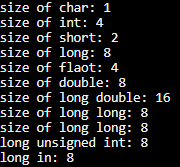 size of char: 1
size of int: 4
size of short: 2
size of long: 8
size of flaot: 4
size of double: 8
size of long double: 16
size of long long: 8
size of long long: 8
long unsigned int: 8
long in: 8